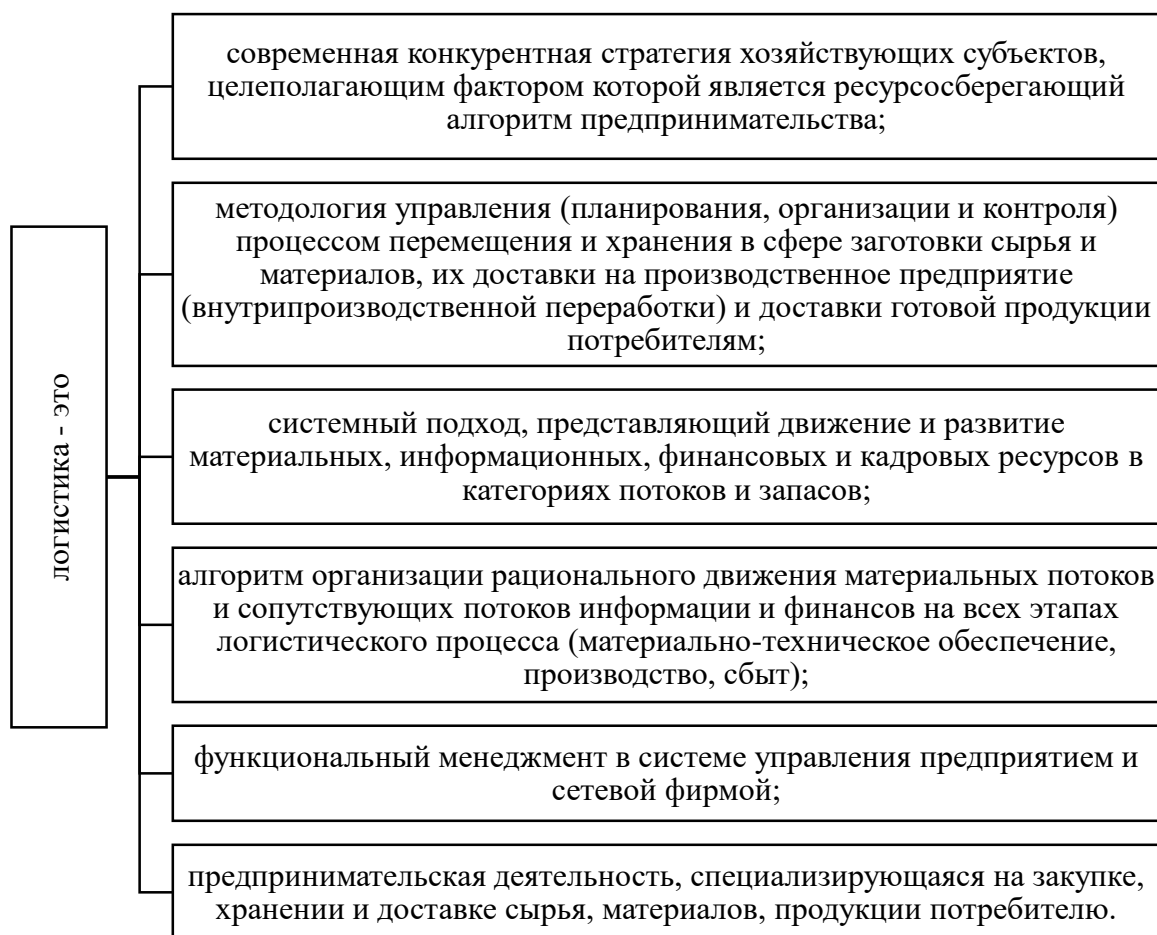 логистика - это
современная конкурентная стратегия хозяйствующих субъектов,
целеполагающим фактором которой является ресурсосберегающий
алгоритм предпринимательства;
методология управления (планирования, организации и контроля)
процессом перемещения и хранения в сфере заготовки сырья и
материалов, их доставки на производственное предприятие
(внутрипроизводственной переработки) и доставки готовой продукции
потребителям;
системный подход, представляющий движение и развитие
материальных, информационных, финансовых и кадровых ресурсов в
категориях потоков и запасов;
алгоритм организации рационального движения материальных потоков
и сопутствующих потоков информации и финансов на всех этапах
логистического процесса (материально-техническое обеспечение,
производство, сбыт);
функциональный менеджмент в системе управления предприятием и
сетевой фирмой;
предпринимательская деятельность, специализирующаяся на закупке,
хранении и доставке сырья, материалов, продукции потребителю.